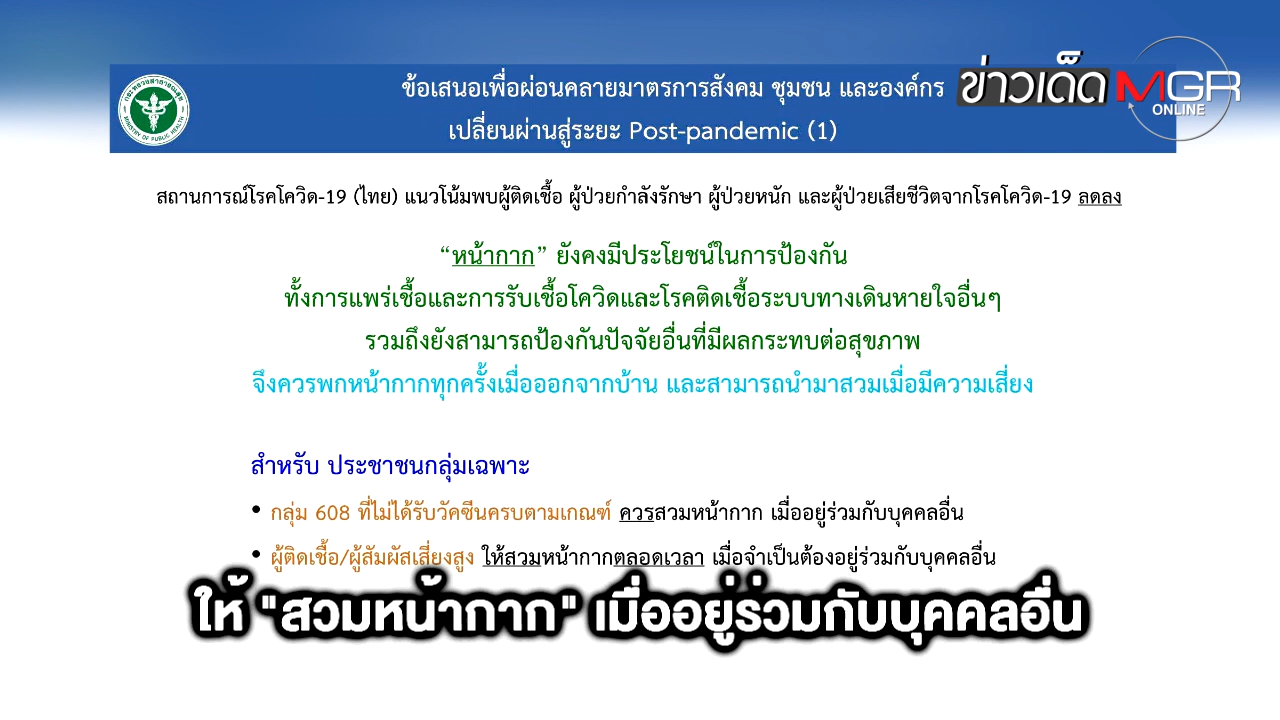 ข้อเสนอเพื่อผ่อนคลายมาตรการสังคม ชุมชน และองค์กร
เปลี่ยนผ่านสู่ระยะ Post-pandemic (1)
ข่าวเด็ด MGR
ONLINE
กระทรวงสาธารณสุข
MINISTRY OF PUBLIC HEALTH
สถานการณ์โรคโควิด-19 (ไทย) แนวโน้มพบผู้ติดเชื้อ ผู้ป่วยกำลังรักษา ผู้ป่วยหนัก และผู้ป่วยเสียชีวิตจากโรคโควิด-19 ลดลง
“หน้ากาก” ยังคงมีประโยชน์ในการป้องกัน
ทั้งการแพร่เชื้อและการรับเชื้อโควิดและโรคติดเชื้อระบบทางเดินหายใจอื่นๆ
รวมถึงยังสามารถป้องกันปัจจัยอื่นที่มีผลกระทบต่อสุขภาพ
จึงควรพกหน้ากากทุกครั้งเมื่อออกจากบ้าน และสามารถนำมาสวมเมื่อมีความเสี่ยง
สำหรับ ประชาชนกลุ่มเฉพาะ
• กลุ่ม 608 ที่ไม่ได้รับวัคซีนครบตามเกณฑ์ ควรสวมหน้ากาก เมื่ออยู่ร่วมกับบุคคลอื่น
• ผู้ติดเชื้อ/ผู้สัมผัสเสี่ยงสูง ให้สวมหน้ากากตลอดเวลา เมื่อจำเป็นต้องอยู่ร่วมกับบุคคลอื่น
ให้ "สวมหน้ากาก" เมื่ออยู่ร่วมกับบุคคลอื่น